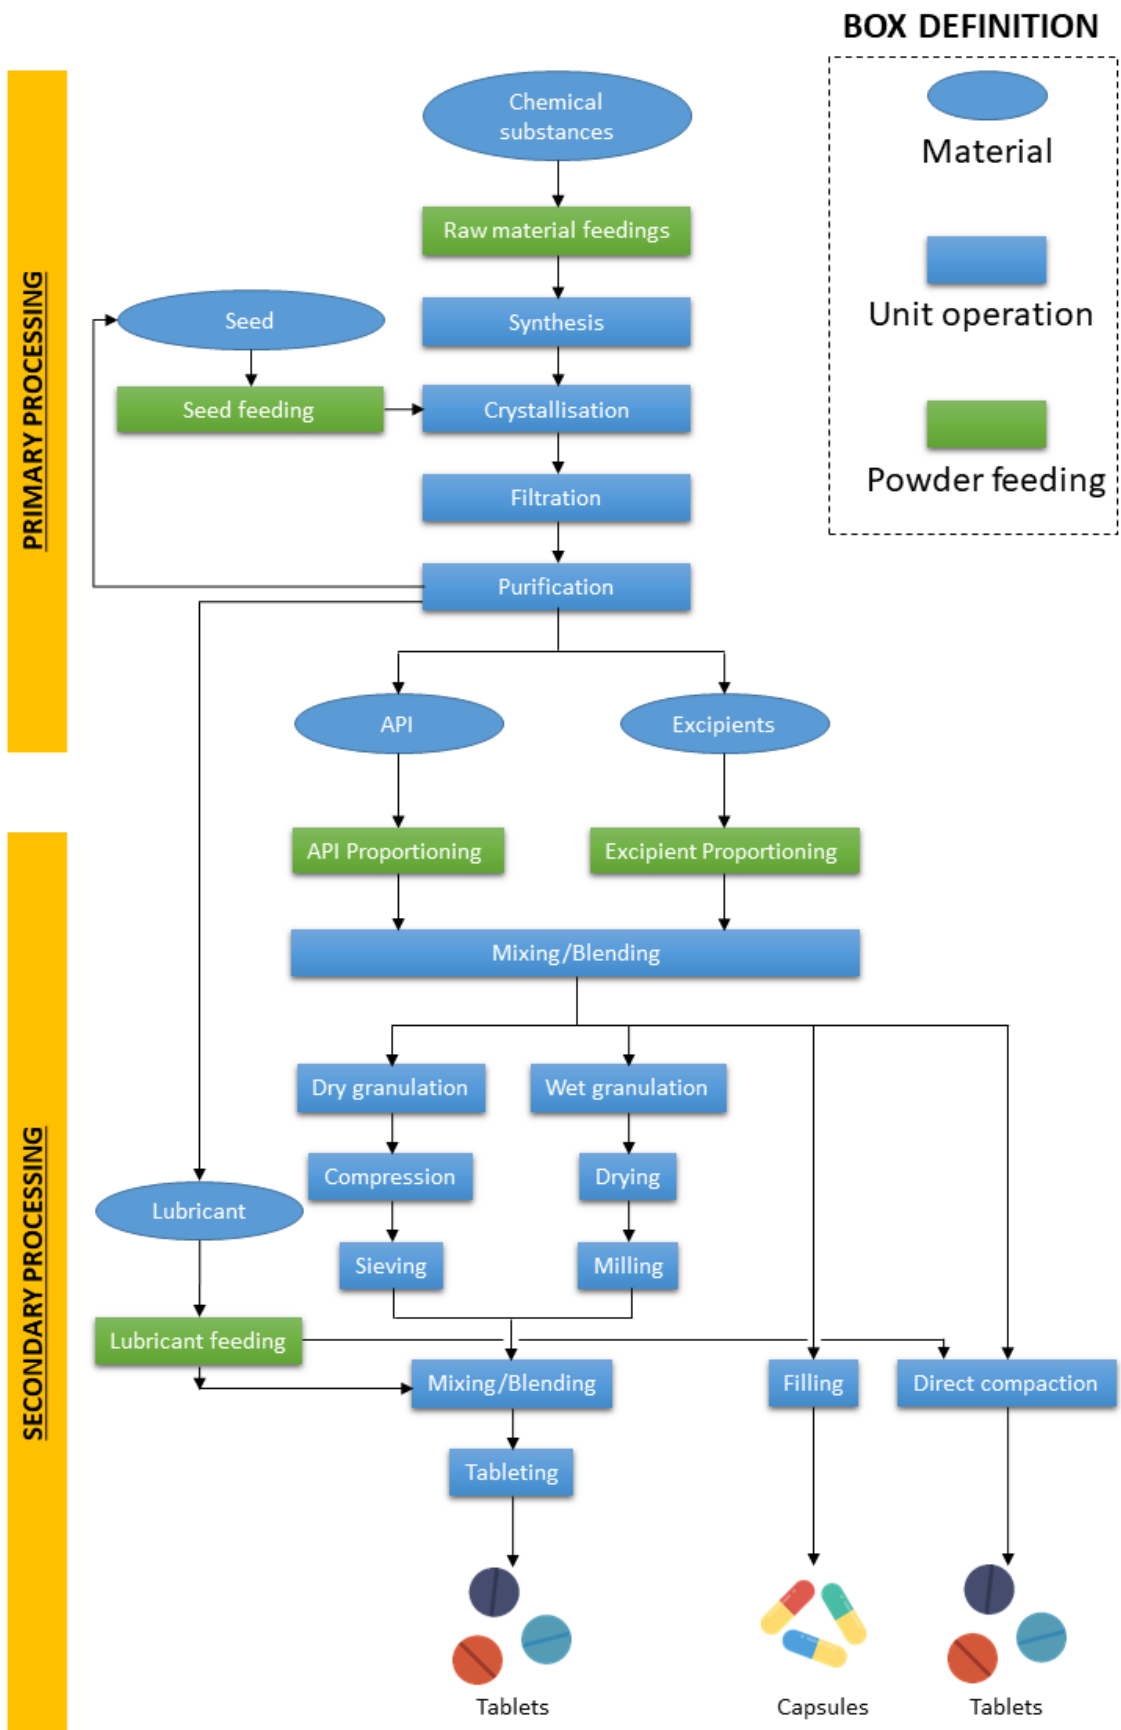 BOX DEFINITION
Material
Unit operation
Powder feeding
PRIMARY PROCESSING
Chemical
substances
Raw material feedings
Seed
Synthesis
Seed feeding
Crystallisation
Filtration
Purification
API
Excipients
SECONDARY PROCESSING
API Proportioning
Excipient Proportioning
Mixing/Blending
Dry granulation
Wet granulation
Compression
Drying
Lubricant
Sieving
Milling
Lubricant feeding
Mixing/Blending
Filling
Direct compaction
Tableting
Tablets
Capsules
Tablets